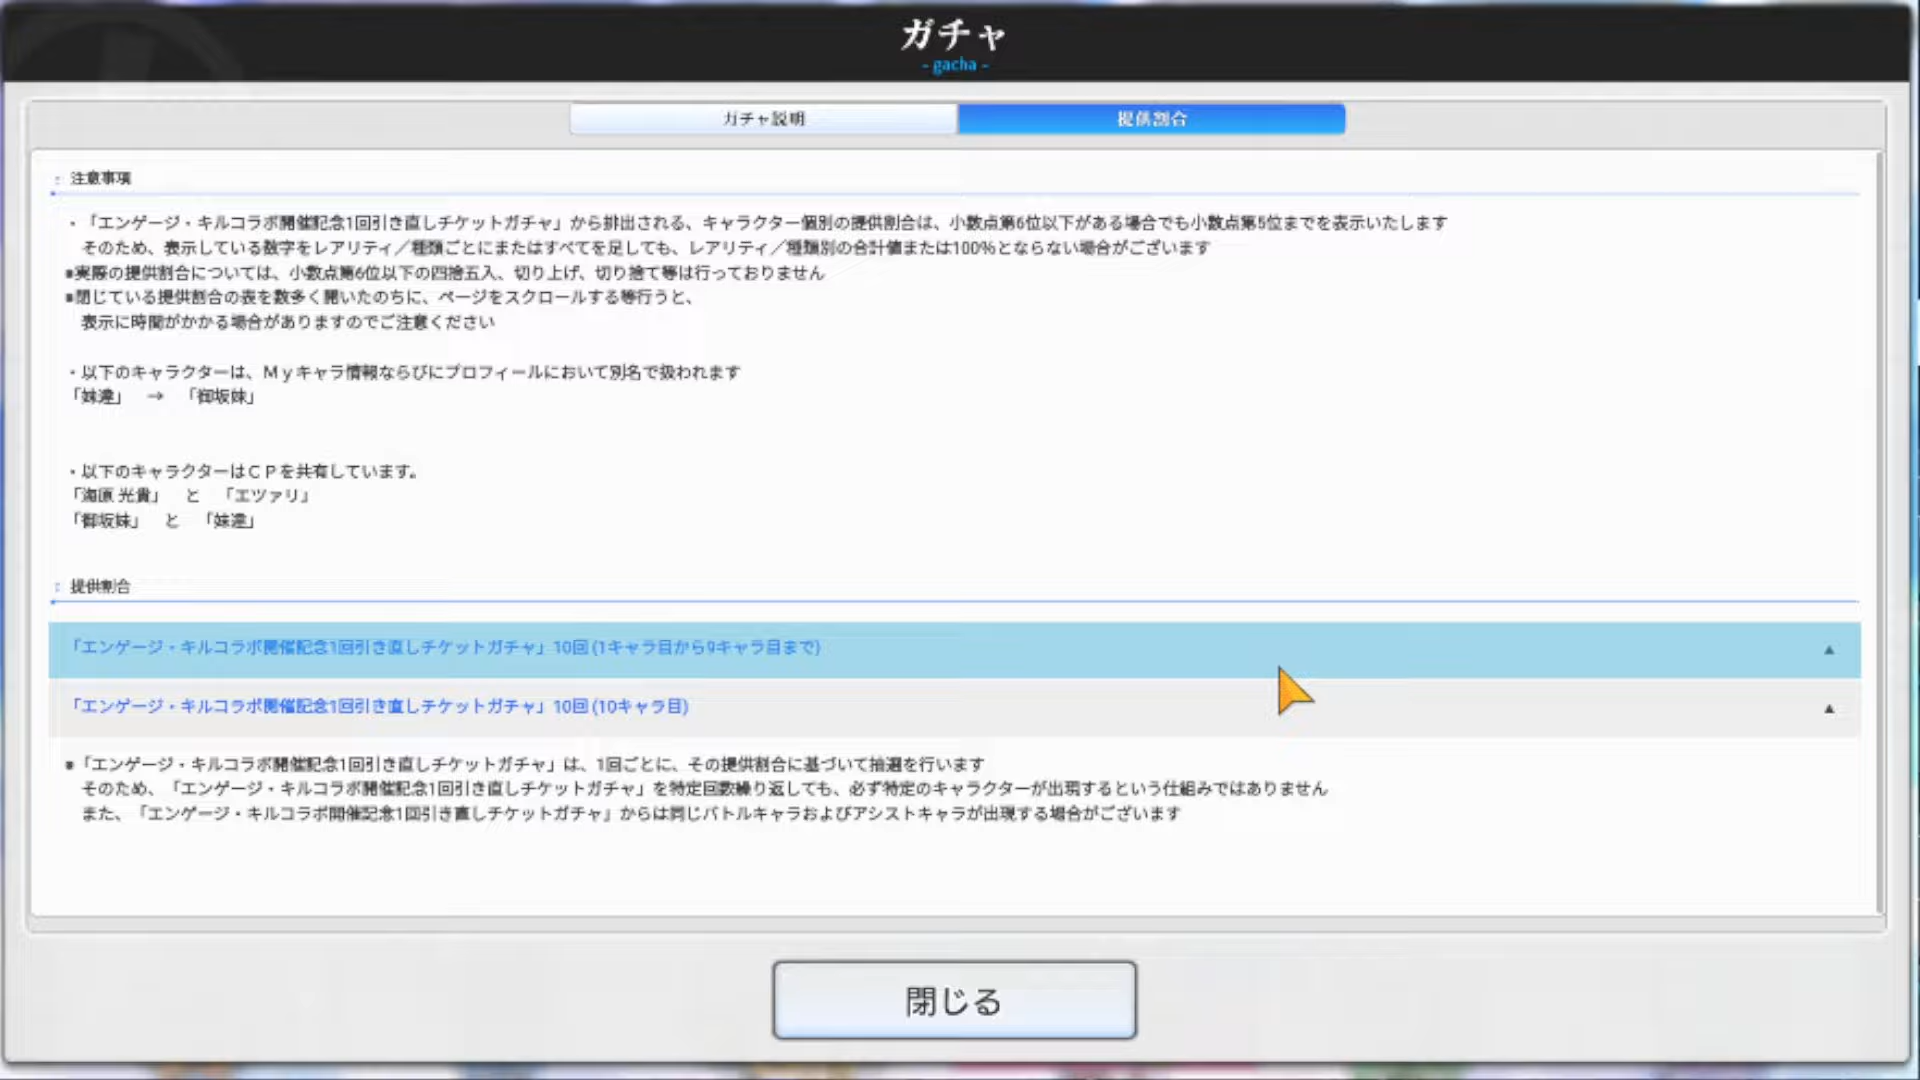 ガチャ
- gacha -
ガチャ説明
提供割合
注意事項
・「エンゲージ・キルコラボ開催記念1回引き直しチケットガチャ」から排出される、キャラクター個別の提供割合は、小数点第6位以下がある場合でも小数点第5位までを表示いたします
そのため、表示している数字をレアリティ／種類ごとにまたはすべてを足しても、レアリティ／種類別の合計値または100%とならない場合がございます
■実際の提供割合については、小数点第6位以下の四捨五入、切り上げ、切り捨て等は行っておりません
■閉じている提供割合の表を数多く開いたのちに、ページをスクロールする等行うと、
表示に時間がかかる場合がありますのでご注意ください
・以下のキャラクターは、Ｍｙキャラ情報ならびにプロフィールにおいて別名で扱われます
「妹達」　→　「御坂妹」
・以下のキャラクターはＣＰを共有しています。
「海原 光貴」　と　「エツァリ」
「御坂妹」　と　「妹達」
提供割合
「エンゲージ・キルコラボ開催記念1回引き直しチケットガチャ」10回 (1キャラ目から9キャラ目まで) ▲
「エンゲージ・キルコラボ開催記念1回引き直しチケットガチャ」10回 (10キャラ目) ▲
■「エンゲージ・キルコラボ開催記念1回引き直しチケットガチャ」は、1回ごとに、その提供割合に基づいて抽選を行います
そのため、「エンゲージ・キルコラボ開催記念1回引き直しチケットガチャ」を特定回数繰り返しても、必ず特定のキャラクターが出現するという仕組みではありません
また、「エンゲージ・キルコラボ開催記念1回引き直しチケットガチャ」からは同じバトルキャラおよびアシストキャラが出現する場合がございます
閉じる